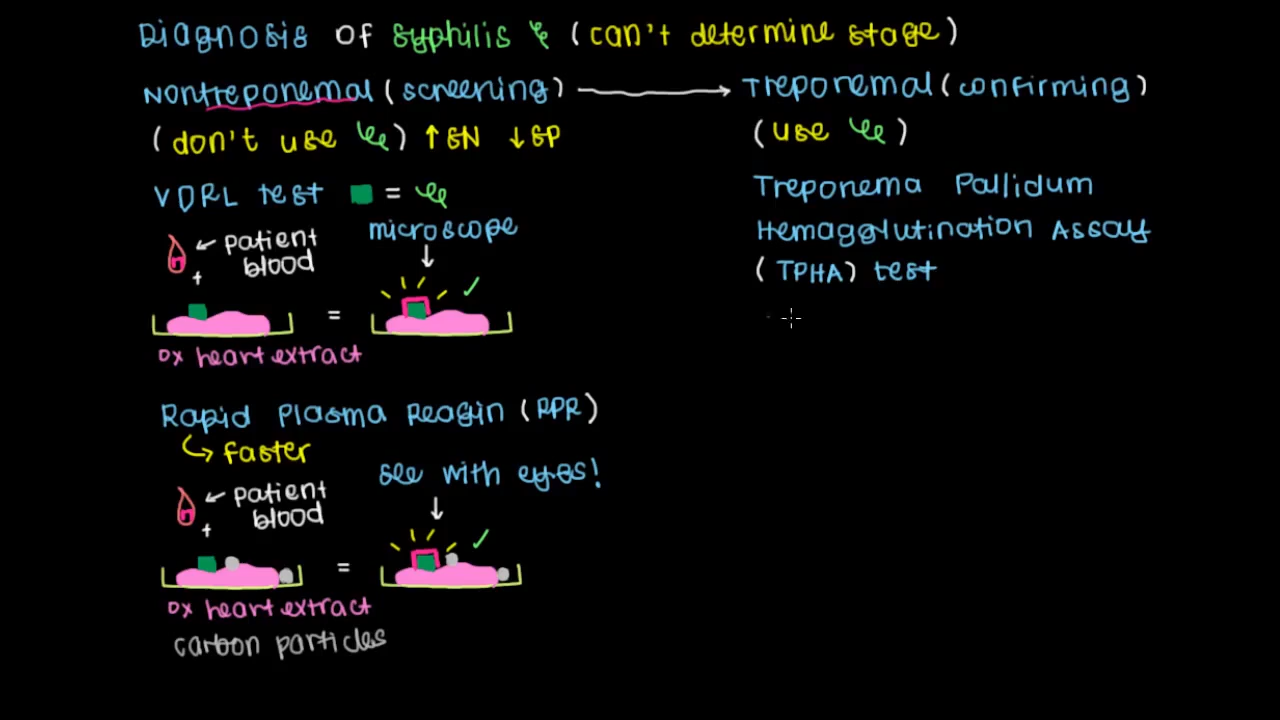 Diagnosis of syphilis (can't determine stage)
Nontreponemal (screening) → Treponemal (confirming)
(don't use ) ↑ SN ↓ SP
(use )
VDRL test =
Treponema Pallidum
microscope
Hemagglutination Assay
← patient blood
(TPHA) test
+
=
ox heart extract
Rapid Plasma Reagin (RPR)
faster
see with eyes!
← patient blood
+
=
ox heart extract
carbon particles